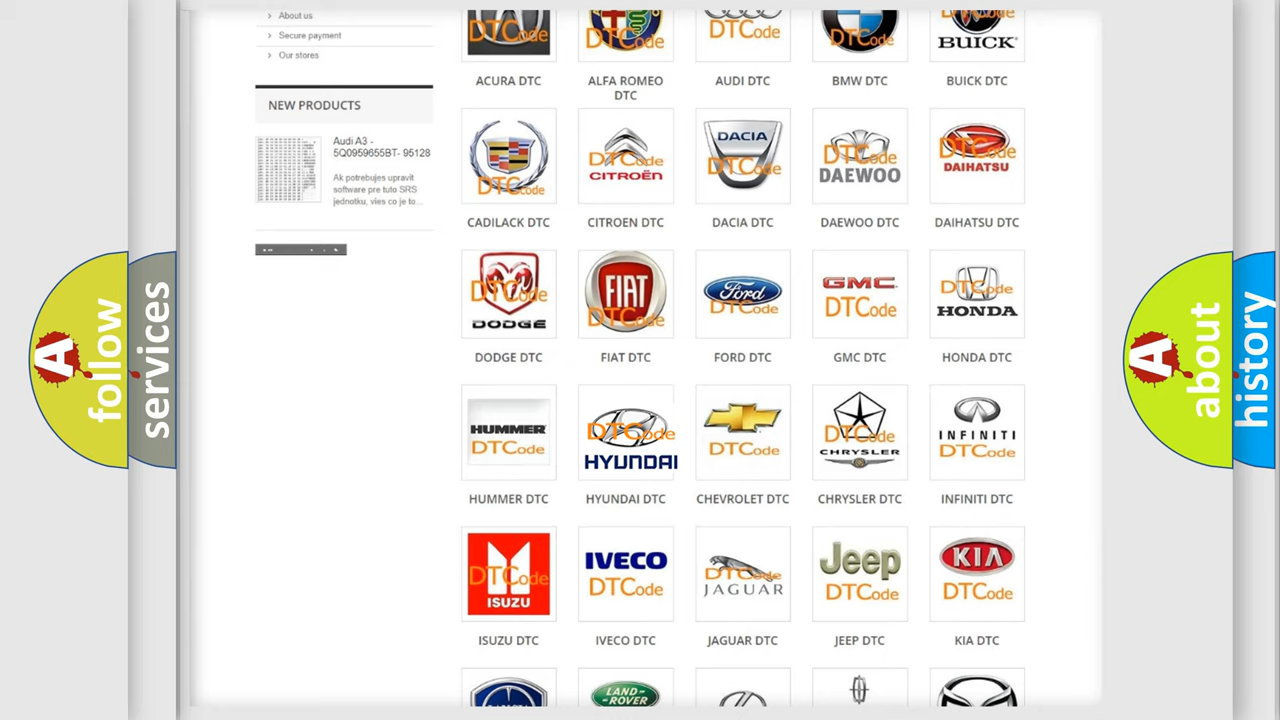 About us
Secure payment
Our stores
NEW PRODUCTS
Audi A3 -
5Q0959655BT- 95128
Ak potrebujes upravit
software pre tuto SRS
jednotku, vies co je to...
DTCode DTCode DTCode DTCode BUICK
ACURA DTC ALFA ROMEO DTC AUDI DTC BMW DTC BUICK DTC
DTCode DTCode CITROËN DACIA DTCode DTCode DAEWOO DTCode DAIHATSU
CADILACK DTC CITROEN DTC DACIA DTC DAEWOO DTC DAIHATSU DTC
DTCode DODGE FIAT DTCode Ford DTCode GMC DTCode DTCode HONDA
DODGE DTC FIAT DTC FORD DTC GMC DTC HONDA DTC
HUMMER DTCode DTCode HYUNDAI DTCode DTCode CHRYSLER INFINITI DTCode
HUMMER DTC HYUNDAI DTC CHEVROLET DTC CHRYSLER DTC INFINITI DTC
DTCode ISUZU IVECO DTCode DTCode JAGUAR Jeep DTCode KIA DTCode
ISUZU DTC IVECO DTC JAGUAR DTC JEEP DTC KIA DTC
LAND-
ROVER
A follow
services
A about
history